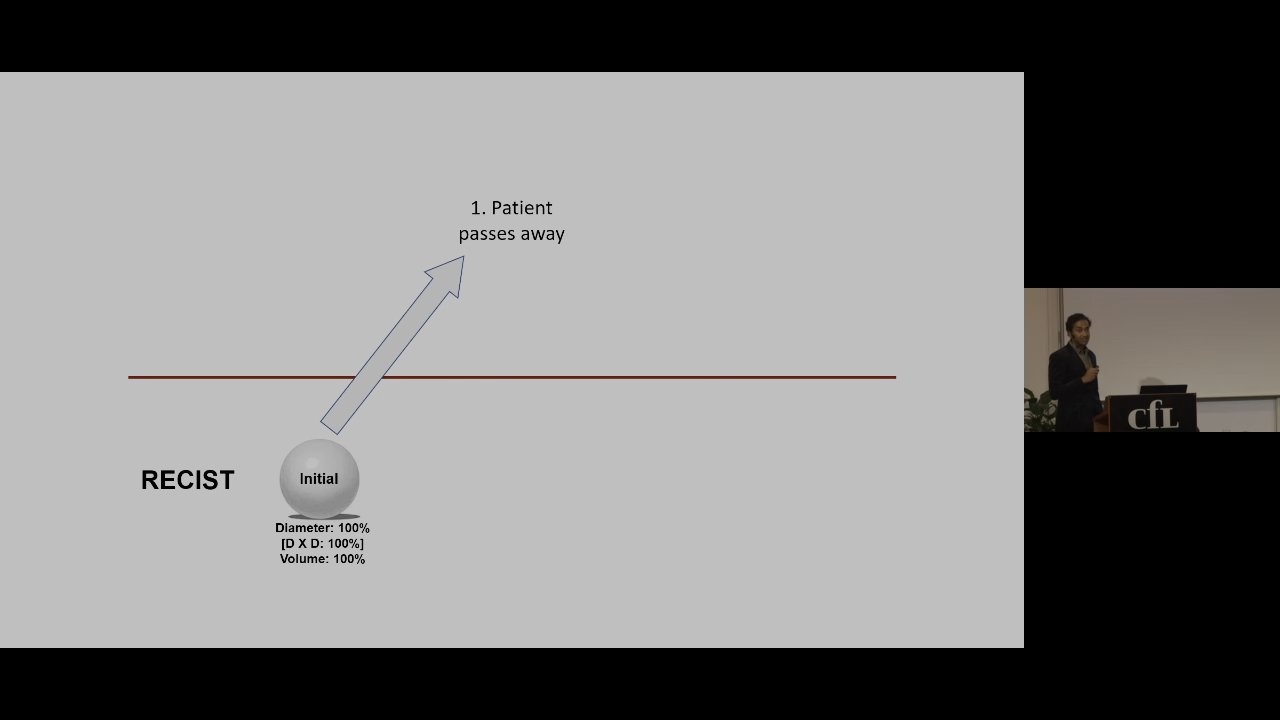 1. Patient
passes away
RECIST
Initial
Diameter: 100%
[D X D: 100%]
Volume: 100%
cfL